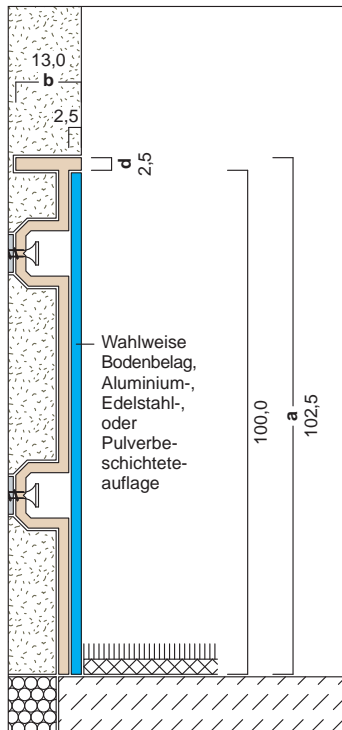 13,0
b
2,5
d
2,5
Wahlweise
Bodenbelag,
Aluminium-,
Edelstahl-,
oder
Pulverbe-
schichtete-
auflage
100,0
a
102,5